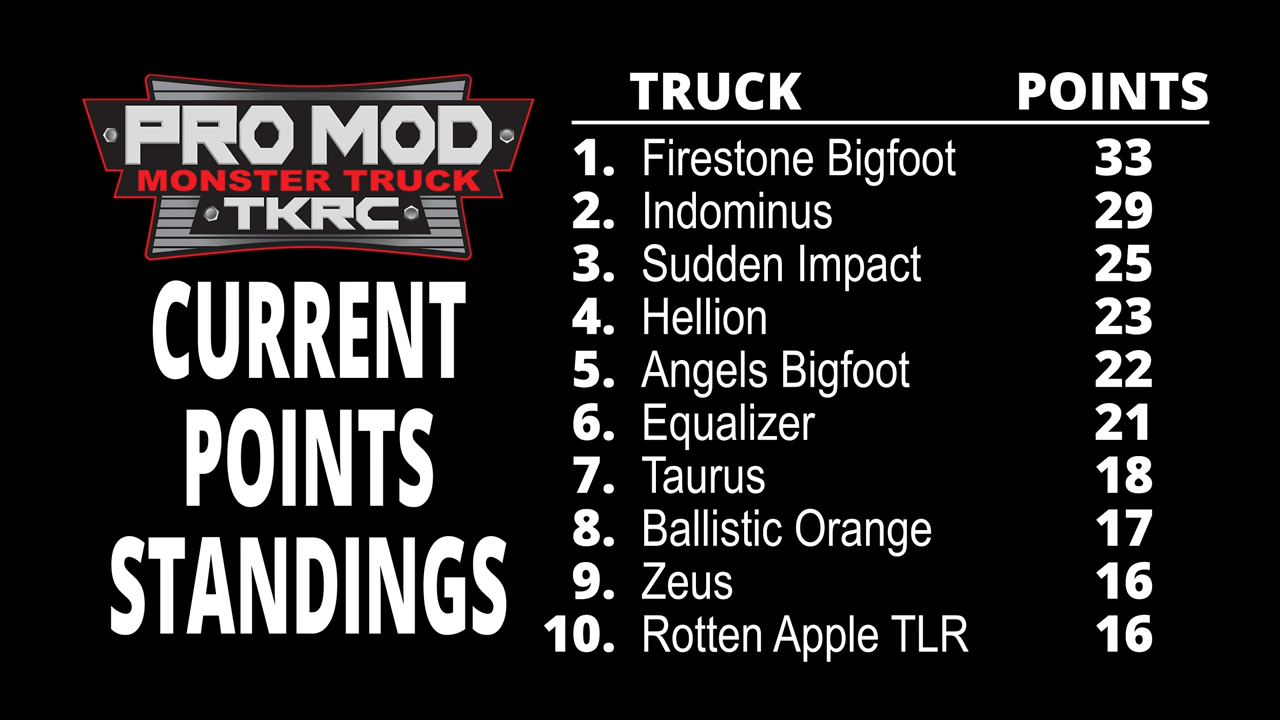 PRO MOD
MONSTER TRUCK
TKRC
CURRENT
POINTS
STANDINGS
TRUCK POINTS
1. Firestone Bigfoot 33
2. Indominus 29
3. Sudden Impact 25
4. Hellion 23
5. Angels Bigfoot 22
6. Equalizer 21
7. Taurus 18
8. Ballistic Orange 17
9. Zeus 16
10. Rotten Apple TLR 16